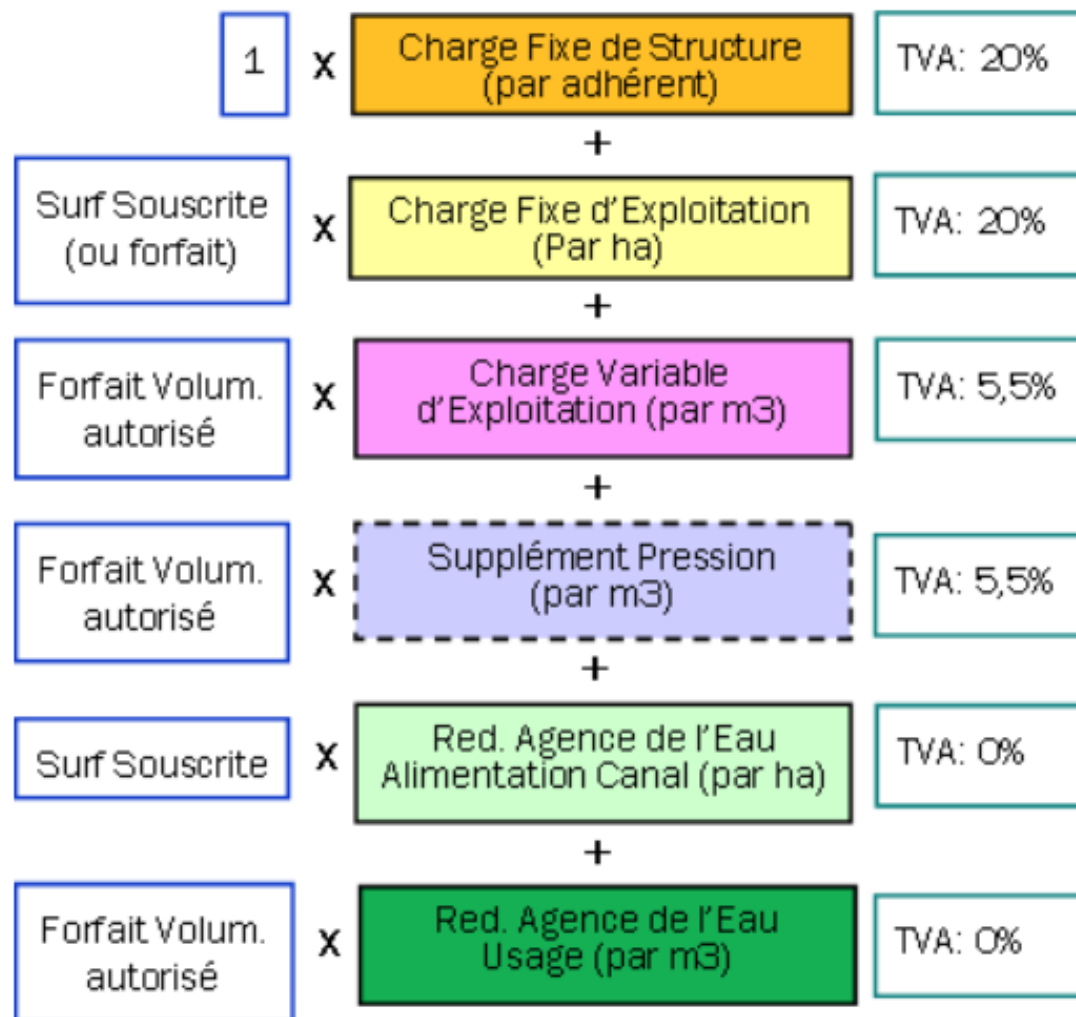 1 x Charge Fixe de Structure TVA: 20%
(par adhérent)
+
Surf Souscrite
(ou forfait)
x
Charge Fixe d'Exploitation
(Par ha)
TVA: 20%
+
Forfait Volum.
autorisé
x
Charge Variable
d'Exploitation (par m3)
TVA: 5,5%
+
Forfait Volum.
autorisé
x
Supplément Pression
(par m3)
TVA: 5,5%
+
Surf Souscrite
x
Red. Agence de l'Eau
Alimentation Canal (par ha)
TVA: 0%
+
Forfait Volum.
autorisé
x
Red. Agence de l'Eau
Usage (par m3)
TVA: 0%